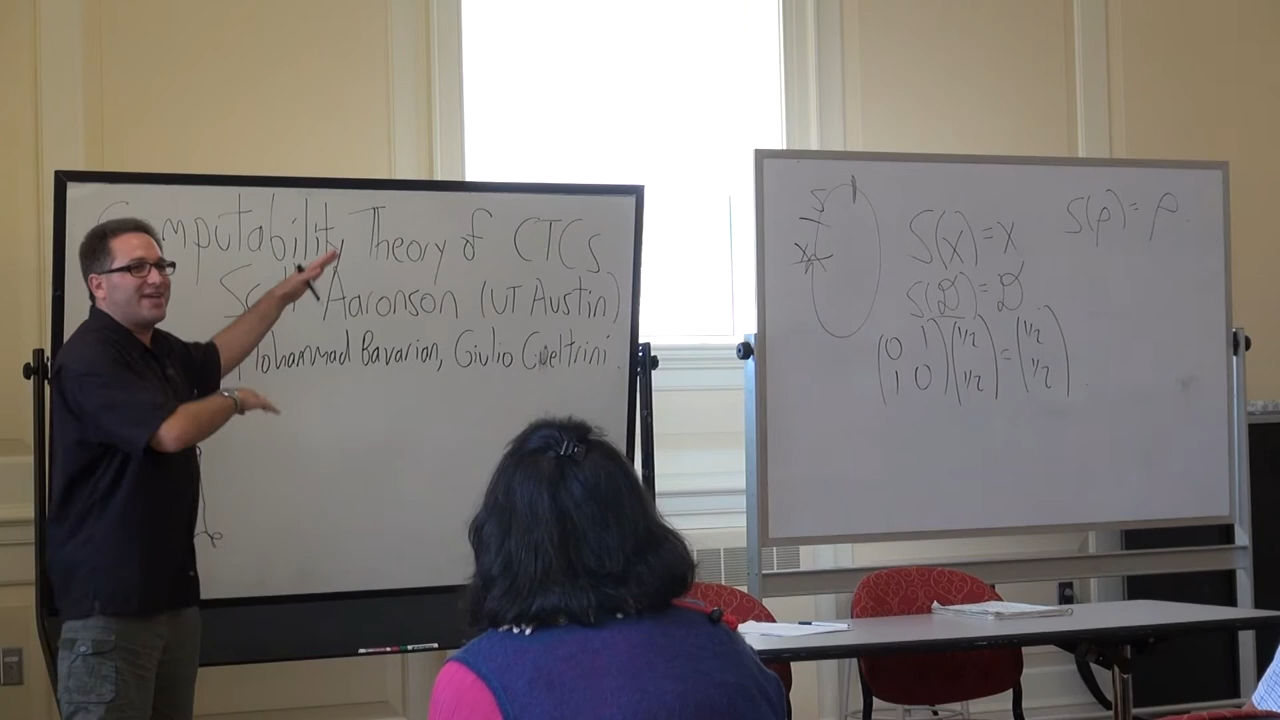 Computability Theory of CTCs
Scott Aaronson (UT Austin)
Mohammad Bavarian, Giulio Gueltrini.
S
S(x)=x
S(ρ)=ρ.
S(D)=D
(0 1
1 0) (1/2
1/2) = (1/2
1/2).